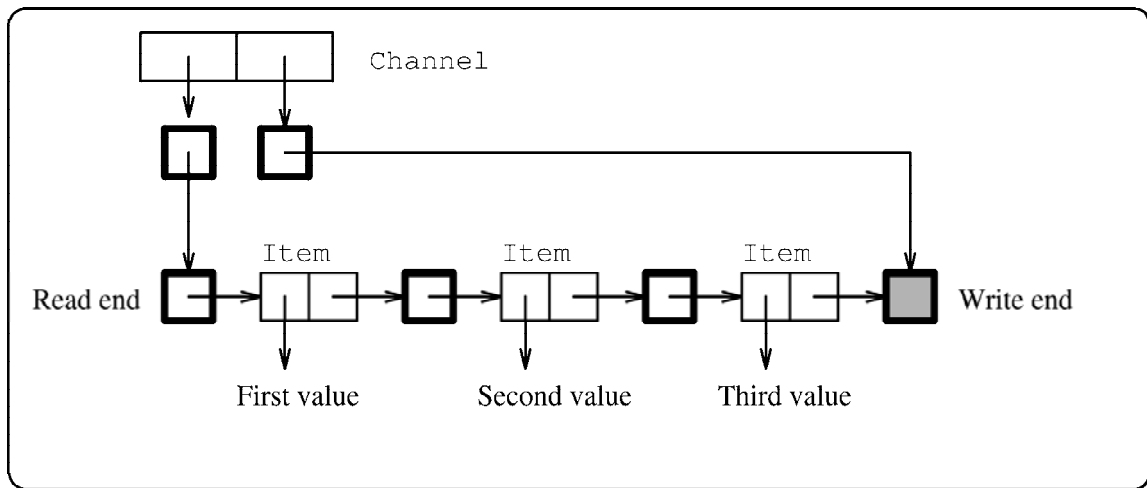 Channel
Item Item Item
Read end Write end
First value Second value Third value